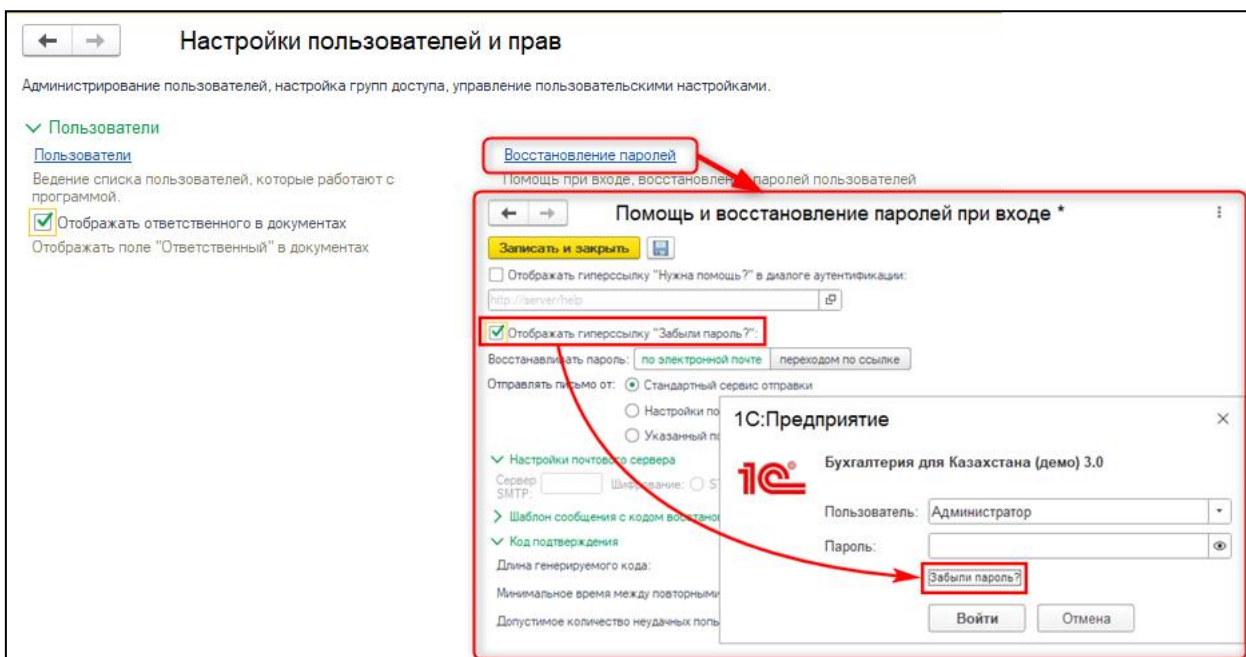 Настройки пользователей и прав
Администрирование пользователей, настройка групп доступа, управление пользовательскими настройками.
Пользователи
Пользователи
Ведение списка пользователей, которые работают с
программой.
Отображать ответственного в документах
Отображать поле "Ответственный" в документах
Восстановление паролей
Помощь при входе, восстановление паролей пользователей
Помощь и восстановление паролей при входе *
Записать и закрыть
Отображать гиперссылку "Нужна помощь?" в диалоге аутентификации:
http://server/help
Отображать гиперссылку "Забыли пароль?":
Восстанавливать пароль: по электронной почте переходом по ссылке
Отправлять письмо от: Стандартный сервис отправки
Настройки по
Указанный
Настройки почтового сервера
Сервер
SMTP:
Шифрование: S
Шаблон сообщения с кодом восстанов
Код подтверждения
Длина генерируемого кода:
Минимальное время между повторными
Допустимое количество неудачных
1С:Предприятие
1С
Бухгалтерия для Казахстана (демо) 3.0
Пользователь: Администратор
Пароль:
Забыли пароль?
Войти Отмена